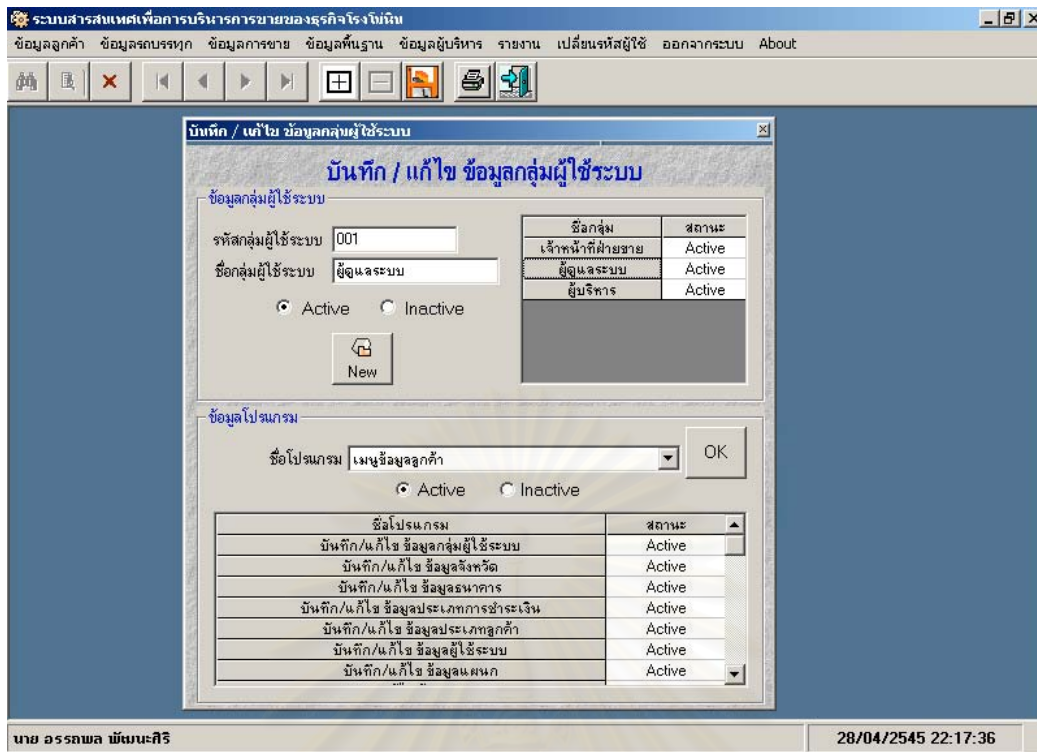 ระบบสารสนเทศเพื่อการบริหารการขายของธุรกิจโรงโม่หิน
ข้อมูลลูกค้า ข้อมูลรถบรรทุก ข้อมูลการขาย ข้อมูลพื้นฐาน ข้อมูลผู้บริหาร รายงาน เปลี่ยนรหัสผู้ใช้ ออกจากระบบ About
บันทึก / แก้ไข ข้อมูลกลุ่มผู้ใช้ระบบ
บันทึก / แก้ไข ข้อมูลกลุ่มผู้ใช้ระบบ
ข้อมูลกลุ่มผู้ใช้ระบบ
รหัสกลุ่มผู้ใช้ระบบ 001
ชื่อกลุ่มผู้ใช้ระบบ ผู้ดูแลระบบ
Active Inactive
New
ชื่อกลุ่ม สถานะ
เจ้าหน้าที่ฝ่ายขาย Active
ผู้ดูแลระบบ Active
ผู้บริหาร Active
ข้อมูลโปรแกรม
ชื่อโปรแกรม เมนูข้อมูลลูกค้า OK
Active Inactive
ชื่อโปรแกรม สถานะ
บันทึก/แก้ไข ข้อมูลกลุ่มผู้ใช้ระบบ Active
บันทึก/แก้ไข ข้อมูลจังหวัด Active
บันทึก/แก้ไข ข้อมูลธนาคาร Active
บันทึก/แก้ไข ข้อมูลประเภทการชำระเงิน Active
บันทึก/แก้ไข ข้อมูลประเภทลูกค้า Active
บันทึก/แก้ไข ข้อมูลผู้ใช้ระบบ Active
บันทึก/แก้ไข ข้อมูลแผนก Active
นาย อรรถพล พัฒนะศิริ 28/04/2545 22:17:36